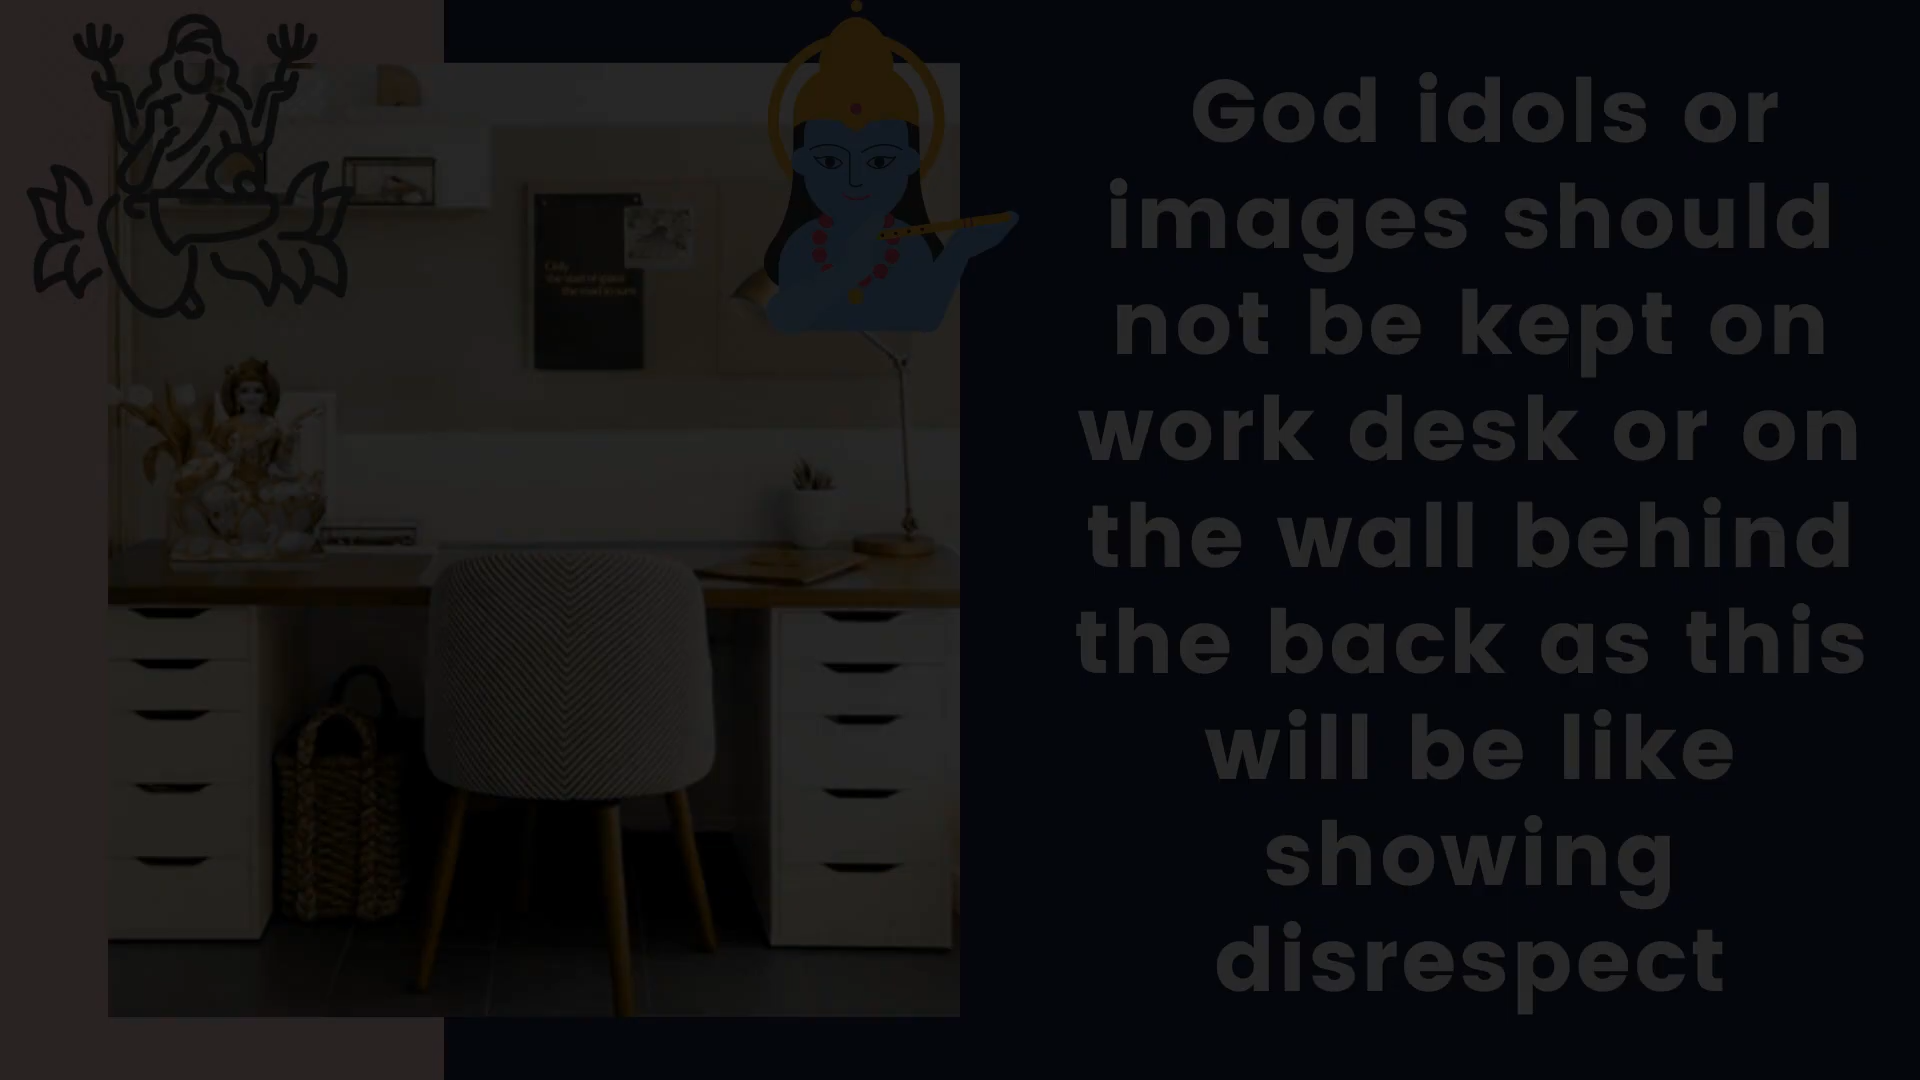 God idols or
images should
not be kept on
work desk or on
the wall behind
the back as this
will be like
showing
disrespect